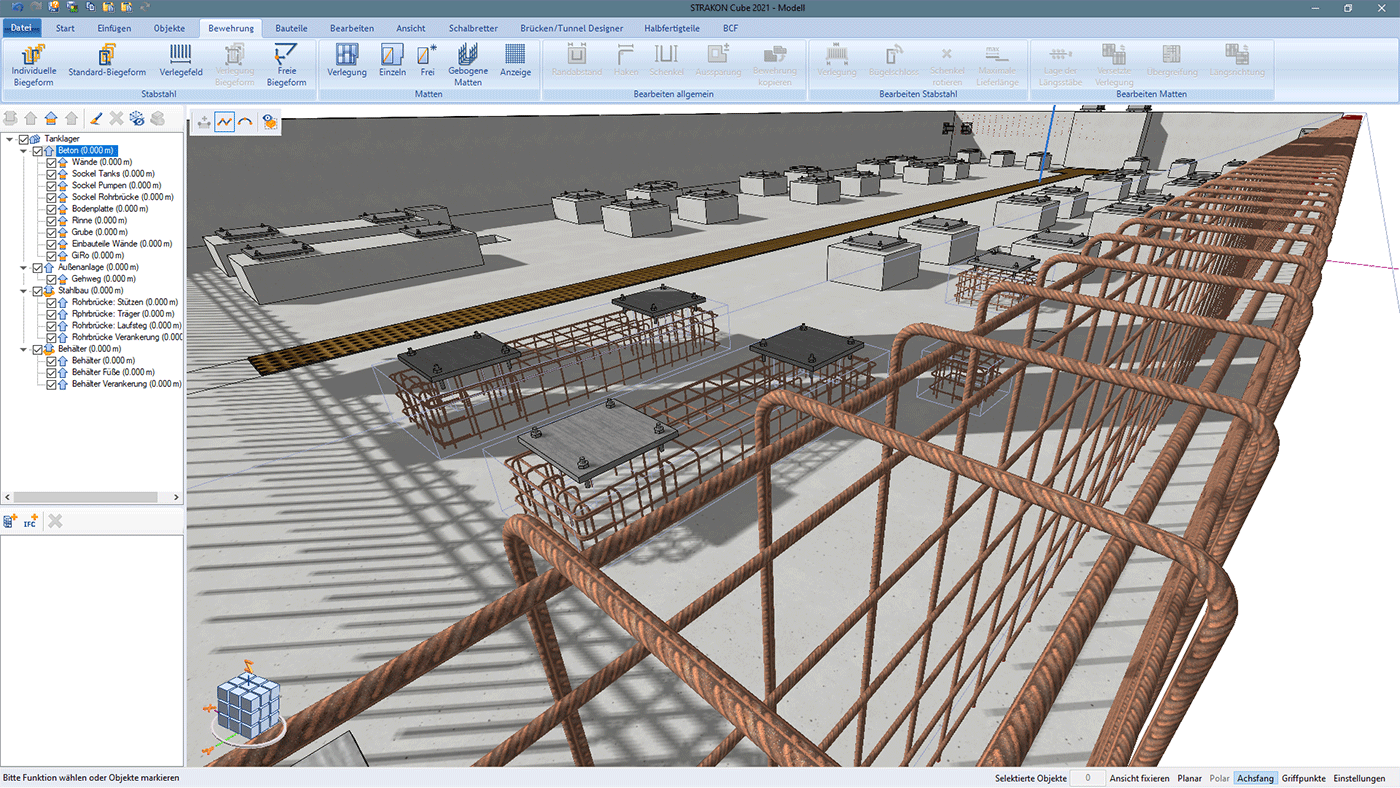 STRAKON Cube 2021 - Modell
Datei Start Einfügen Objekte Bewehrung Bauteile Bearbeiten Ansicht Schalbretter Brücken/Tunnel Designer Halbfertigteile BCF
Individuelle Biegeform
Standard-Biegeform
Verlegefeld
Verlegung Biegeform
Freie Biegeform
Verlegung
Einzeln
Frei
Gebogene Matten
Anzeige
Randabstand
Haken
Schenkel
Aussparung
Bewehrung kopieren
Verlegung
Bügelschloss
Schenkel rotieren
Maximale Lieferlänge
Lage der Längsstäbe
Versetzte Verlegung
Übergreifung
Längsrichtung
Stabstahl
Matten
Bearbeiten allgemein
Bearbeiten Stabstahl
Bearbeiten Matten
Tanklager
Beton (0.000 m)
Wände (0.000 m)
Sockel Tanks (0.000 m)
Sockel Pumpen (0.000 m)
Sockel Rohrbrücke (0.000 m)
Bodenplatte (0.000 m)
Rinne (0.000 m)
Grube (0.000 m)
Einbauteile Wände (0.000 m)
GiRo (0.000 m)
Außenanlage (0.000 m)
Gehweg (0.000 m)
Stahlbau (0.000 m)
Rohrbrücke: Stützen (0.000 m)
Rohrbrücke: Träger (0.000 m)
Rohrbrücke: Laufsteg (0.000 m)
Rohrbrücke Verankerung (0.000
Behälter (0.000 m)
Behälter (0.000 m)
Behälter Füße (0.000 m)
Behälter Verankerung (0.000 m)
IFC
Bitte Funktion wählen oder Objekte markieren
Selektierte Objekte 0 Ansicht fixieren Planar Polar Achsfang Griffpunkte Einstellungen